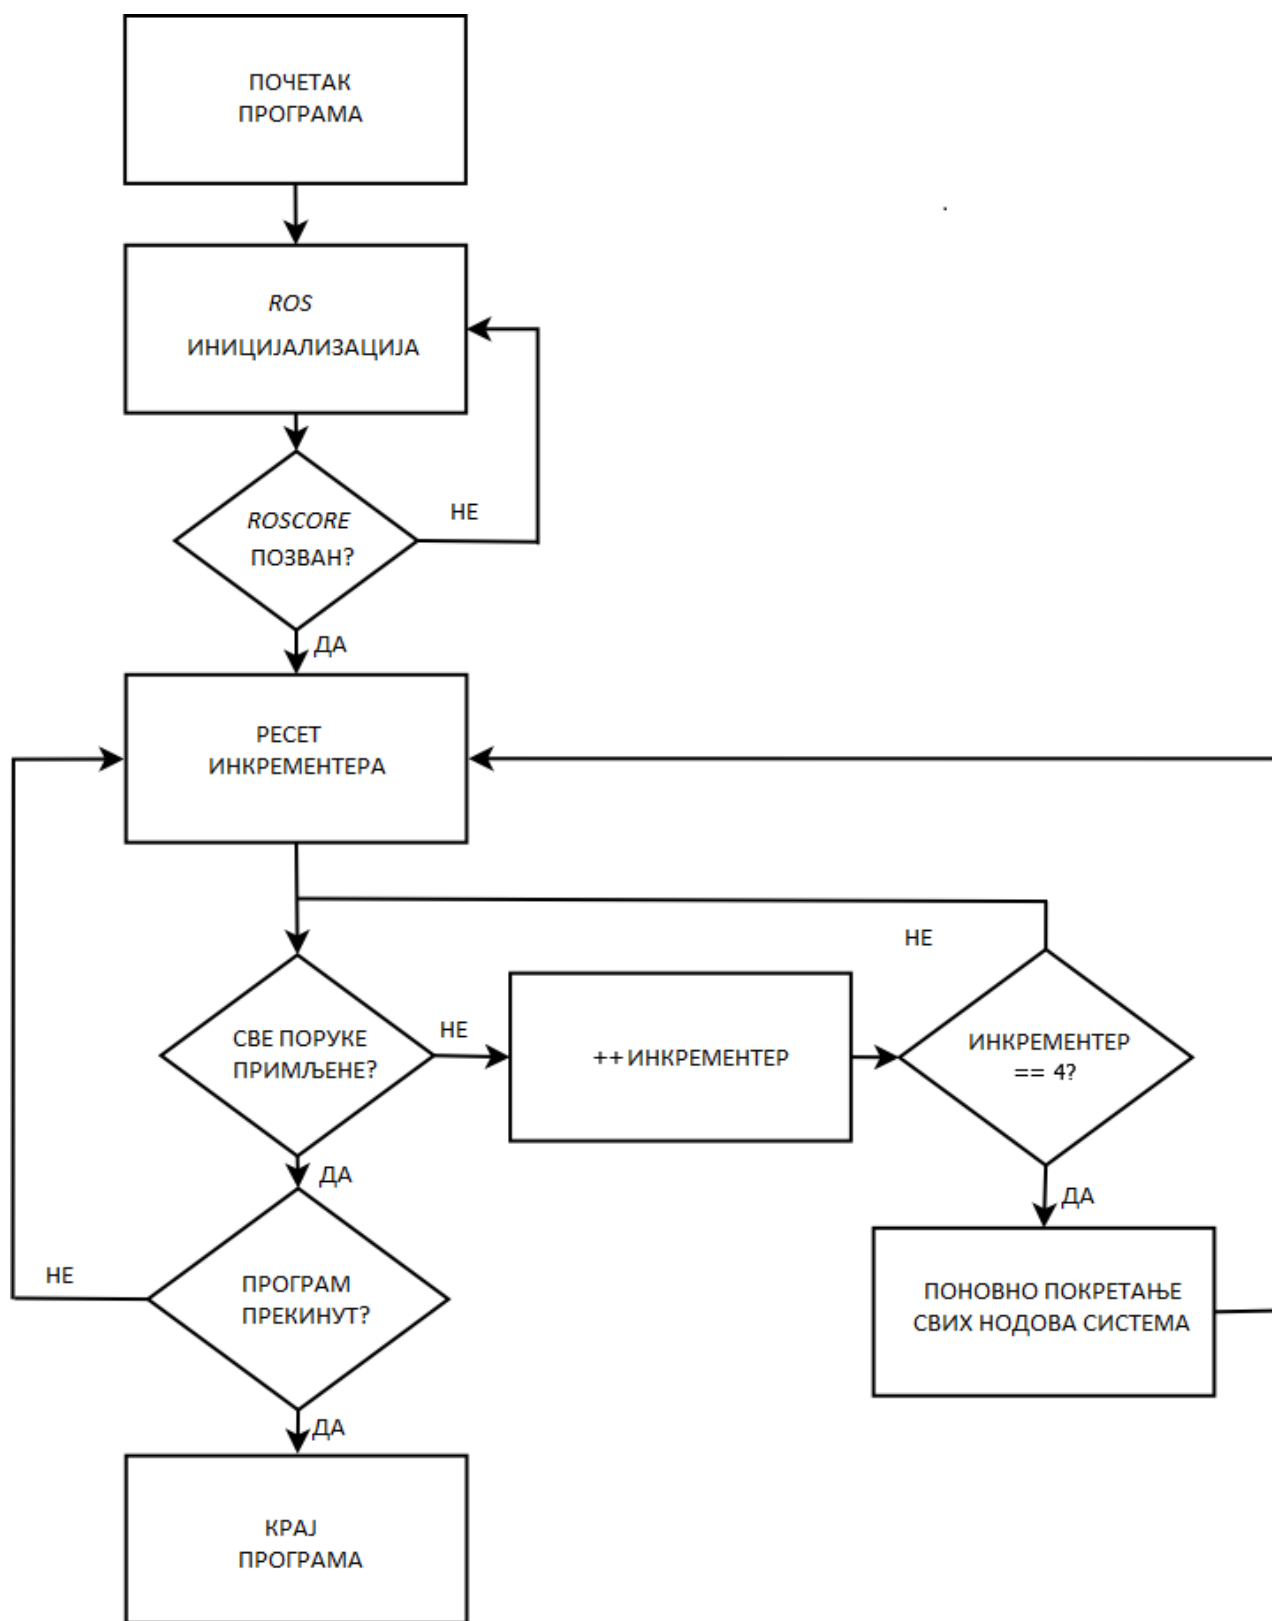 ПОЧЕТАК
ПРОГРАМА
ROS
ИНИЦИЈАЛИЗАЦИЈА
ROSCORE
ПОЗВАН?
НЕ
ДА
РЕСЕТ
ИНКРЕМЕНТЕРА
СВЕ ПОРУКЕ
ПРИМЉЕНЕ?
НЕ
++ ИНКРЕМЕНТЕР
ИНКРЕМЕНТЕР
== 4?
НЕ
ДА
ПОНОВНО ПОКРЕТАЊЕ
СВИХ НОДОВА СИСТЕМА
ДА
ПРОГРАМ
ПРЕКИНУТ?
НЕ
ДА
КРАЈ
ПРОГРАМА